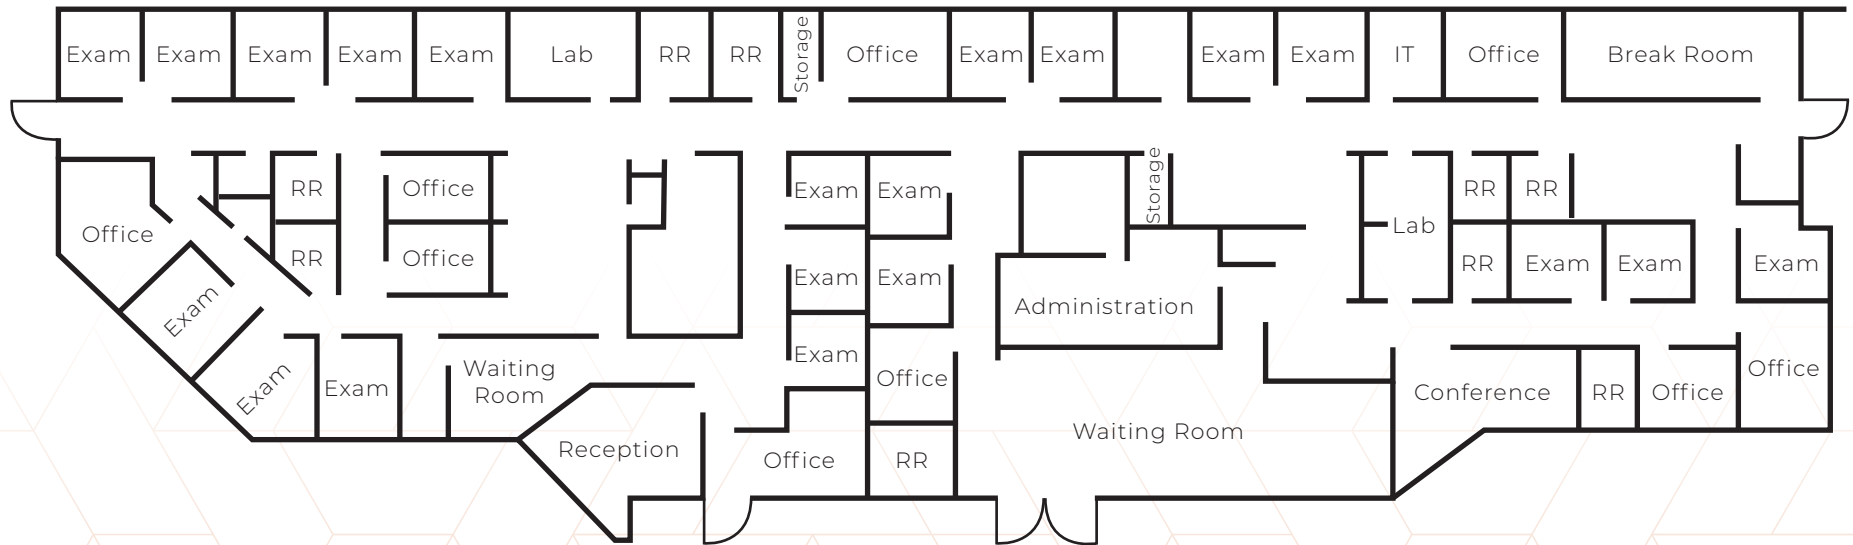 Exam
Exam
Exam
Exam
Exam
Lab
RR
RR
Storage
Office
Exam
Exam
Exam
Exam
IT
Office
Break Room
RR
Office
Exam
Exam
Storage
RR
RR
Office
Lab
RR
Office
Exam
Exam
RR
Exam
Exam
Exam
Exam
Administration
Exam
Waiting
Room
Office
Office
Exam
Exam
Conference
RR
Office
Waiting Room
Reception
Office
RR